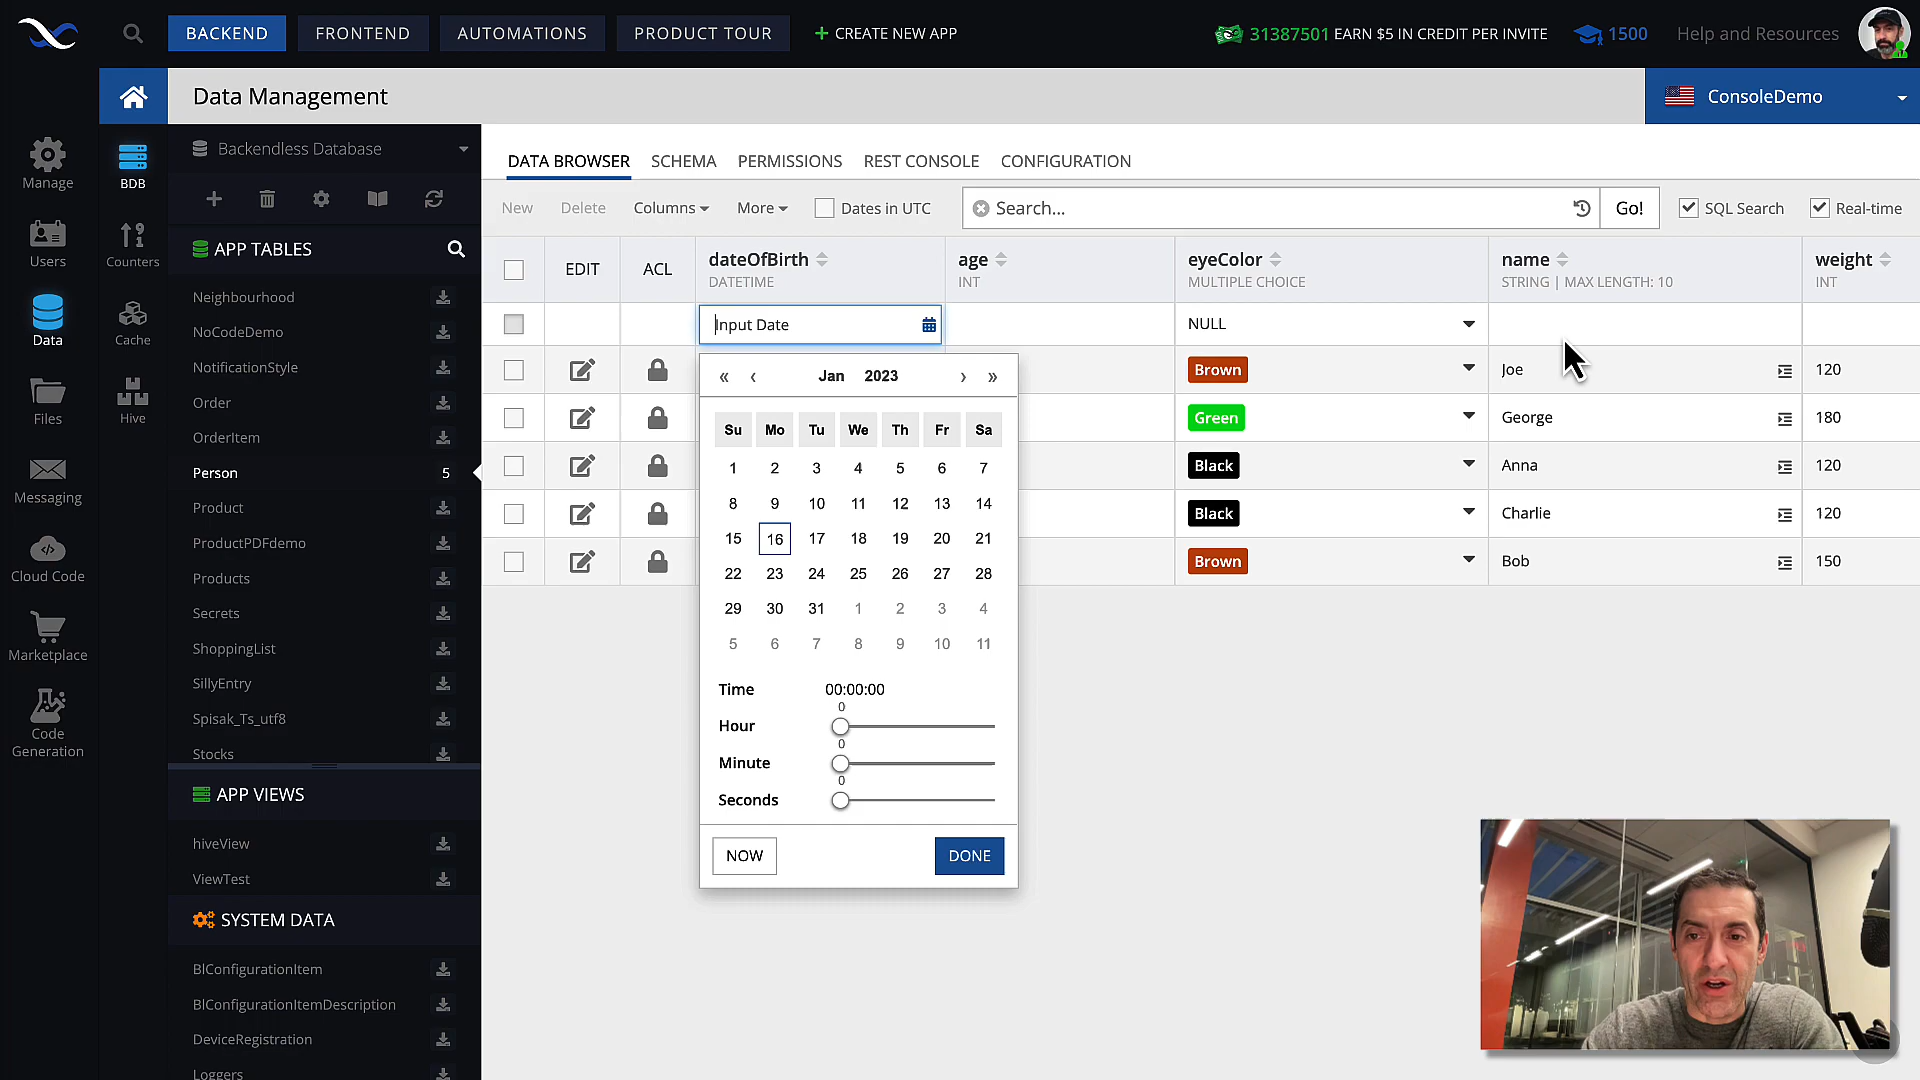 BACKEND FRONTEND AUTOMATIONS PRODUCT TOUR + CREATE NEW APP 31387501 EARN $5 IN CREDIT PER INVITE 1500 Help and Resources
Data Management ConsoleDemo
Manage
Users
Data
Files
Messaging
Cloud Code
Marketplace
Code
Generation
BDB
Counters
Cache
Hive
Backendless Database
APP TABLES
Neighbourhood
NoCodeDemo
NotificationStyle
Order
OrderItem
Person 5
Product
ProductPDFdemo
Products
Secrets
ShoppingList
SillyEntry
Spisak_Ts_utf8
Stocks
APP VIEWS
hiveView
ViewTest
SYSTEM DATA
BlConfigurationItem
BlConfigurationItemDescription
DeviceRegistration
Loggers
DATA BROWSER SCHEMA PERMISSIONS REST CONSOLE CONFIGURATION
New Delete Columns More Dates in UTC Search... Go! SQL Search Real-time
EDIT ACL dateOfBirth age eyeColor name weight
DATETIME INT MULTIPLE CHOICE STRING | MAX LENGTH: 10 INT
Input Date NULL
Brown Joe 120
Green George 180
Black Anna 120
Black Charlie 120
Brown Bob 150
« ‹ Jan 2023 › »
Su Mo Tu We Th Fr Sa
1 2 3 4 5 6 7
8 9 10 11 12 13 14
15 16 17 18 19 20 21
22 23 24 25 26 27 28
29 30 31 1 2 3 4
5 6 7 8 9 10 11
Time 00:00:00
0
Hour
0
Minute
0
Seconds
NOW DONE